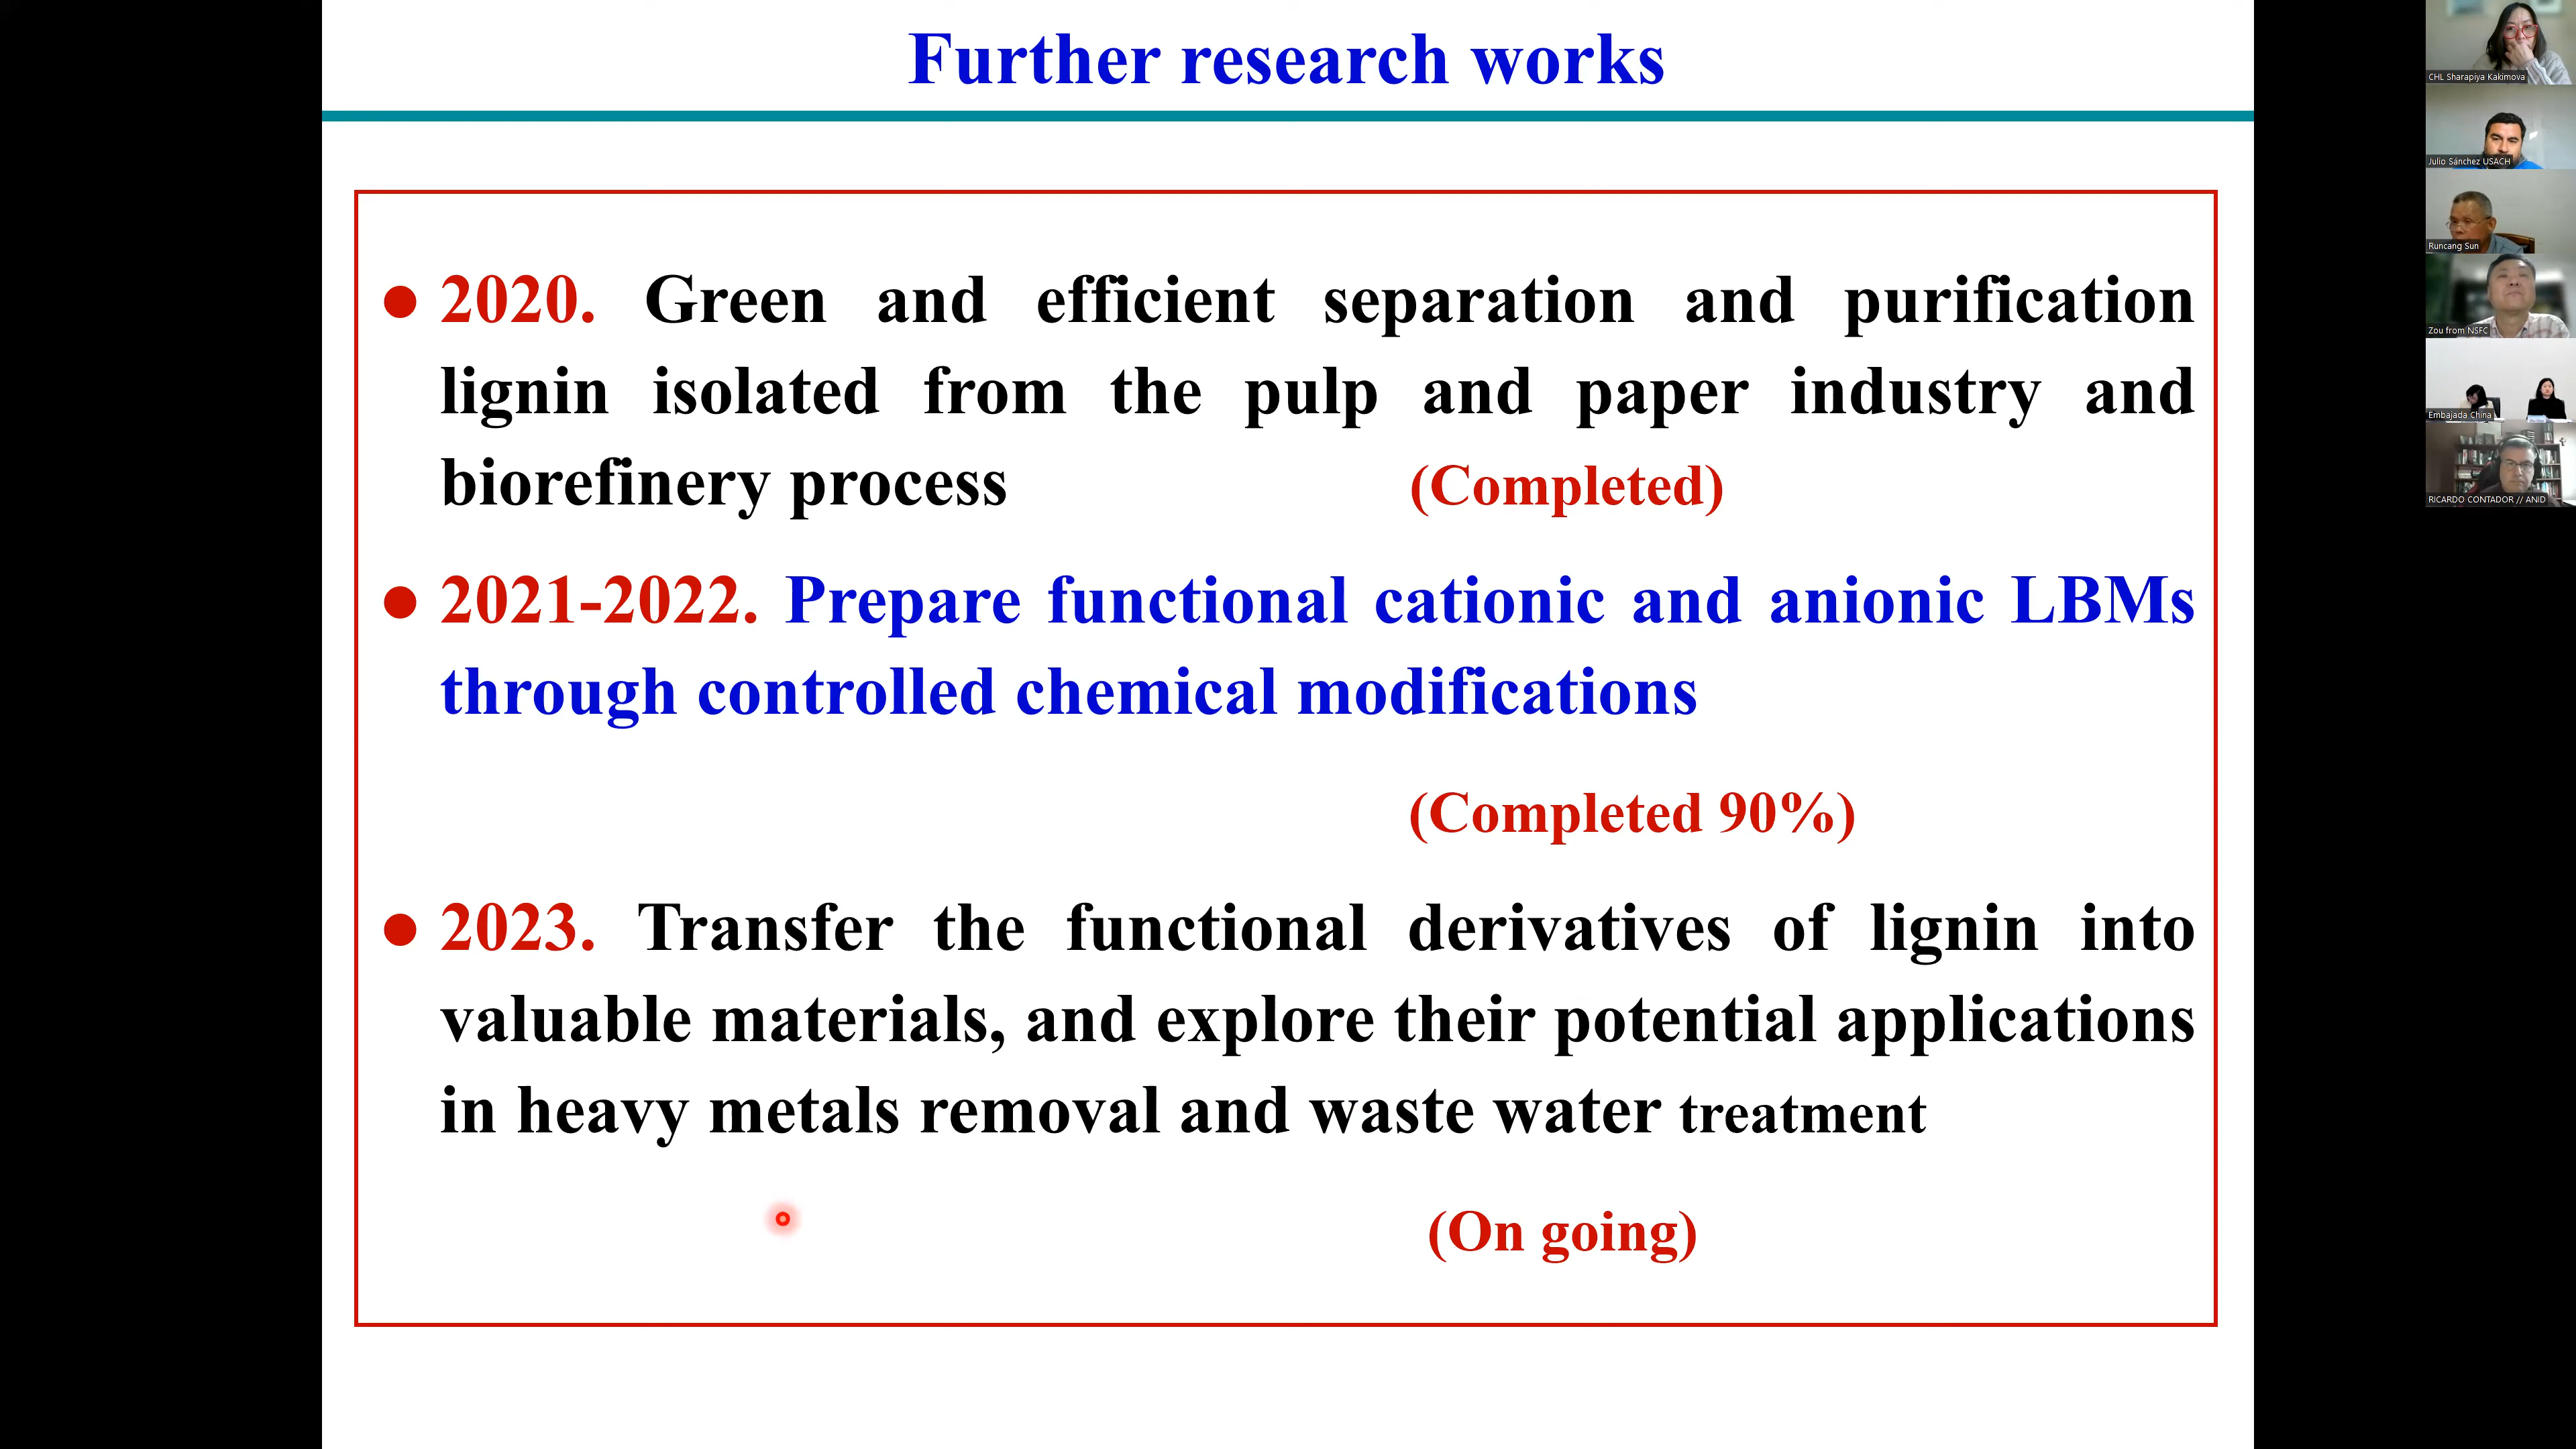 Further research works
● 2020. Green and efficient separation and purification
lignin isolated from the pulp and paper industry and
biorefinery process (Completed)
● 2021-2022. Prepare functional cationic and anionic LBMs
through controlled chemical modifications
(Completed 90%)
● 2023. Transfer the functional derivatives of lignin into
valuable materials, and explore their potential applications
in heavy metals removal and waste water treatment
(On going)
CHL Sharapiya Kakimova
Julio Sánchez USACH
Runcang Sun
Zou from NSFC
Embajada China
RICARDO CONTADOR // ANID